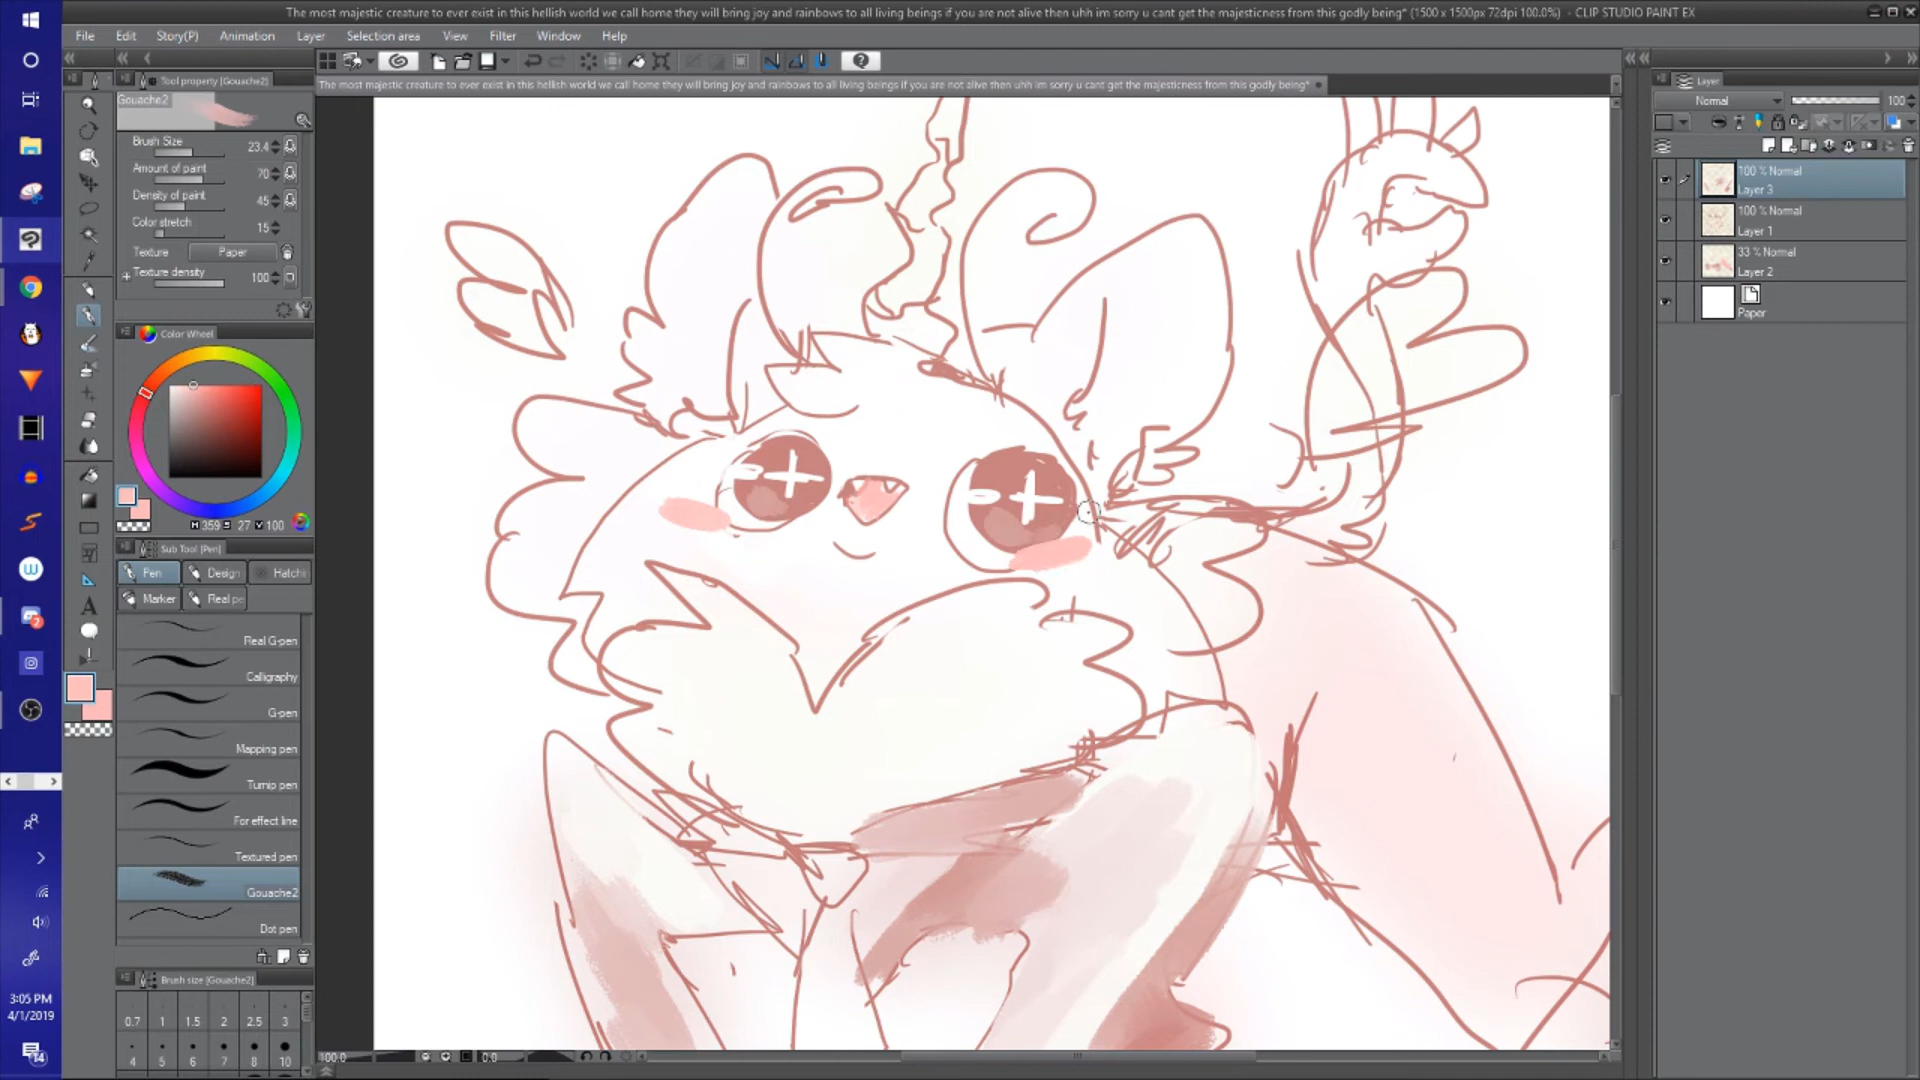 The most majestic creature to ever exist in this hellish world we call home they will bring joy and rainbows to all living beings if you are not alive then uhh im sorry u cant get the majesticness from this godly being* (1500 x 1500px 72dpi 100.0%) - CLIP STUDIO PAINT EX
File Edit Story(P) Animation Layer Selection area View Filter Window Help
Tool property [Gouache2]
The most majestic creature to ever exist in this hellish world we call home they will bring joy and rainbows to all living beings if you are not alive then uhh im sorry u cant get the majesticness from this godly being*
Layer
Gouache2
Normal 100
Brush Size 23.4
Amount of paint 70
Density of paint 45
Color stretch 15
Texture Paper
Texture density 100
100 % Normal
Layer 3
100 % Normal
Layer 1
33 % Normal
Layer 2
Paper
Color Wheel
H 359 S 27 V 100
Sub Tool [Pen]
Pen Design Hatchi
Marker Real pe
Real G-pen
Calligraphy
G-pen
Mapping pen
Turnip pen
For effect line
Textured pen
Gouache2
Dot pen
Brush size [Gouache2]
0.7 1 1.5 2 2.5 3
4 5 6 7 8 10
100.0 0.0
3:05 PM
4/1/2019
14